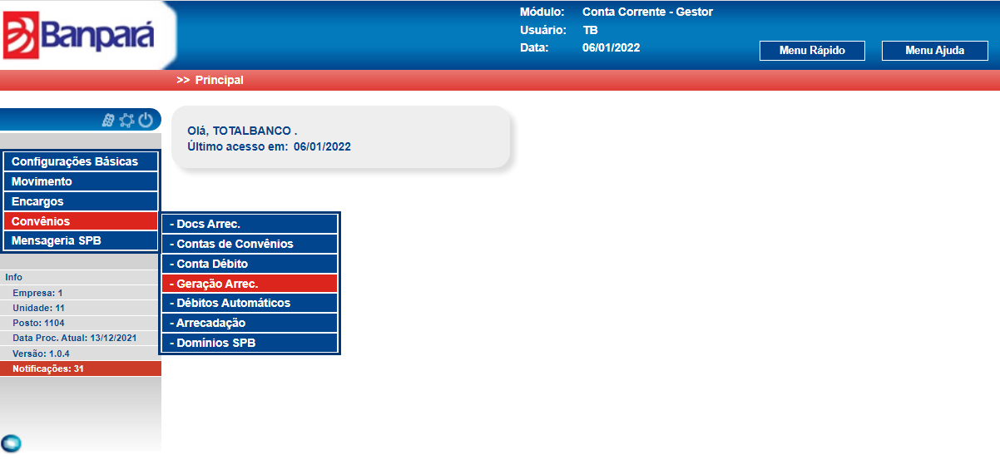 Banpará
Módulo: Conta Corrente - Gestor
Usuário: TB
Data: 06/01/2022
Menu Rápido
Menu Ajuda
>> Principal
Olá, TOTALBANCO .
Último acesso em: 06/01/2022
Configurações Básicas
Movimento
Encargos
Convênios
Mensageria SPB
- Docs Arrec.
- Contas de Convênios
- Conta Débito
- Geração Arrec.
- Débitos Automáticos
- Arrecadação
- Domínios SPB
Info
Empresa: 1
Unidade: 11
Posto: 1104
Data Proc. Atual: 13/12/2021
Versão: 1.0.4
Notificações: 31